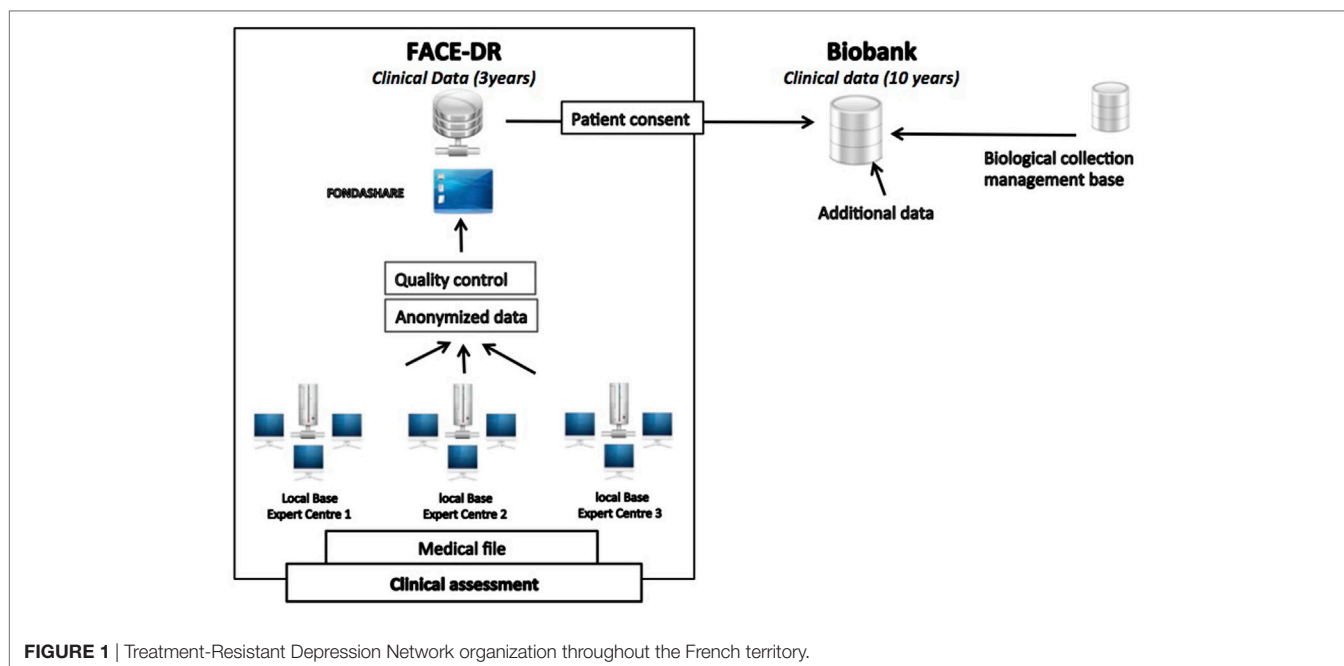 FACE-DR
Clinical Data (3years)
Biobank
Clinical data (10 years)
Patient consent
Biological collection
management base
FONDASHARE
Additional data
Quality control
Anonymized data
Local Base
Expert Centre 1
local Base
Expert Centre 2
local Base
Expert Centre 3
Medical file
Clinical assessment
FIGURE 1 | Treatment-Resistant Depression Network organization throughout the French territory.